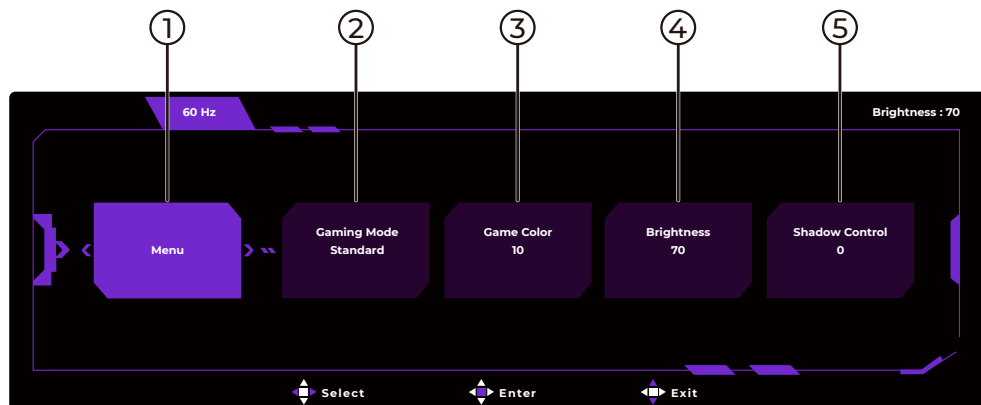 ① ② ③ ④ ⑤
60 Hz
Brightness : 70
Menu
Gaming Mode
Standard
Game Color
10
Brightness
70
Shadow Control
0
Select
Enter
Exit